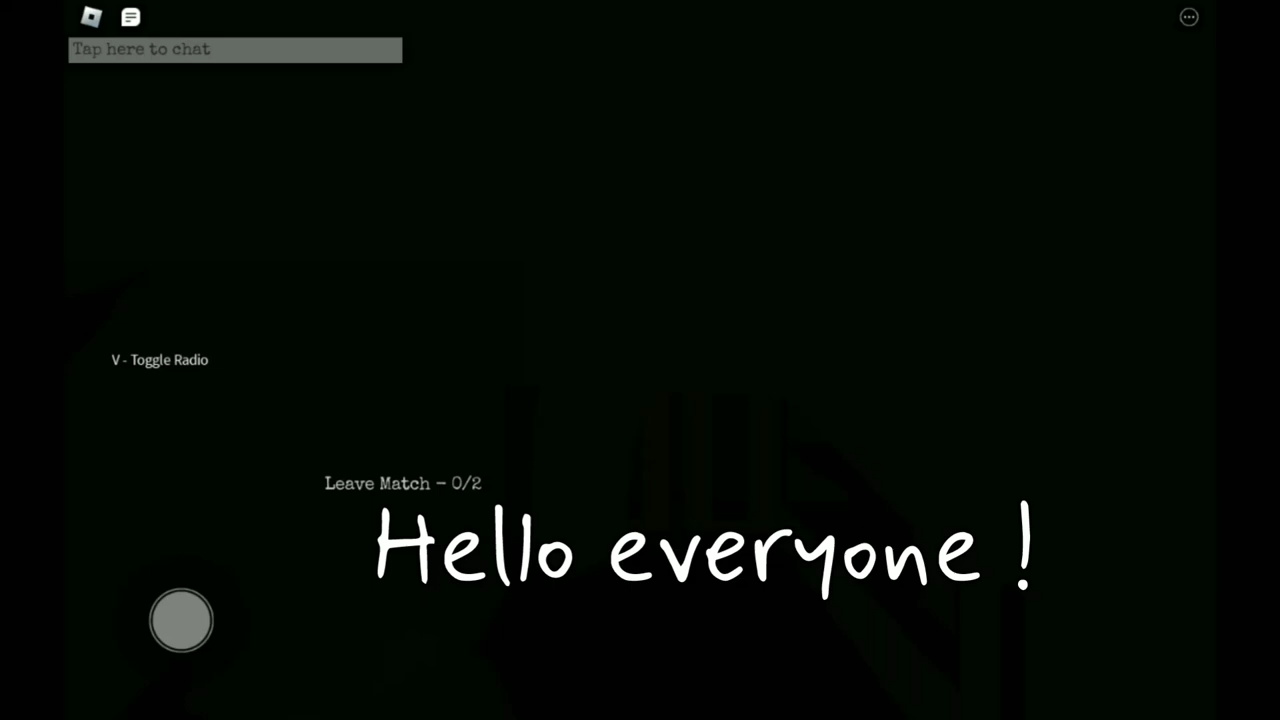 Tap here to chat
V - Toggle Radio
Leave Match - 0/2
Hello everyone !